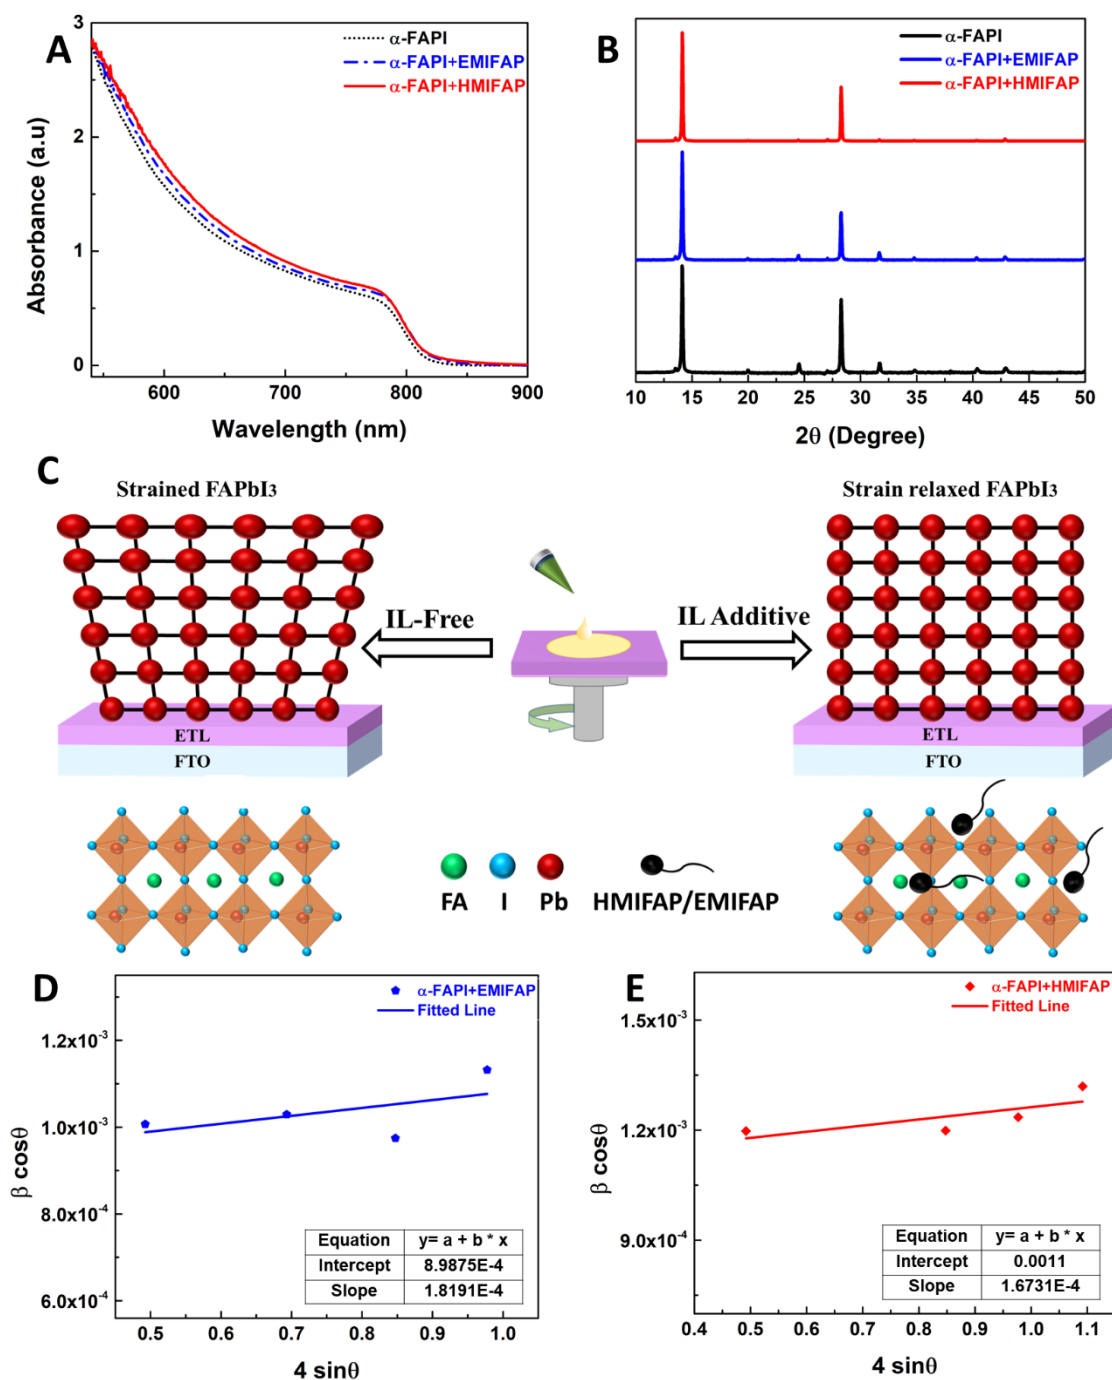 A
α-FAPI
α-FAPI+EMIFAP
α-FAPI+HMIFAP
3
2
1
0
Absorbance (a.u)
600 700 800 900
Wavelength (nm)
B
α-FAPI
α-FAPI+EMIFAP
α-FAPI+HMIFAP
10 15 20 25 30 35 40 45 50
2θ (Degree)
C
Strained FAPbI3
Strain relaxed FAPbI3
IL-Free
IL Additive
ETL
FTO
ETL
FTO
FA I Pb HMIFAP/EMIFAP
D
α-FAPI+EMIFAP
Fitted Line
1.2x10⁻³
1.0x10⁻³
8.0x10⁻⁴
6.0x10⁻⁴
β cosθ
Equation y= a + b * x
Intercept 8.9875E-4
Slope 1.8191E-4
0.5 0.6 0.7 0.8 0.9 1.0
4 sinθ
E
α-FAPI+HMIFAP
Fitted Line
1.5x10⁻³
1.2x10⁻³
9.0x10⁻⁴
β cosθ
Equation y= a + b * x
Intercept 0.0011
Slope 1.6731E-4
0.4 0.5 0.6 0.7 0.8 0.9 1.0 1.1
4 sinθ